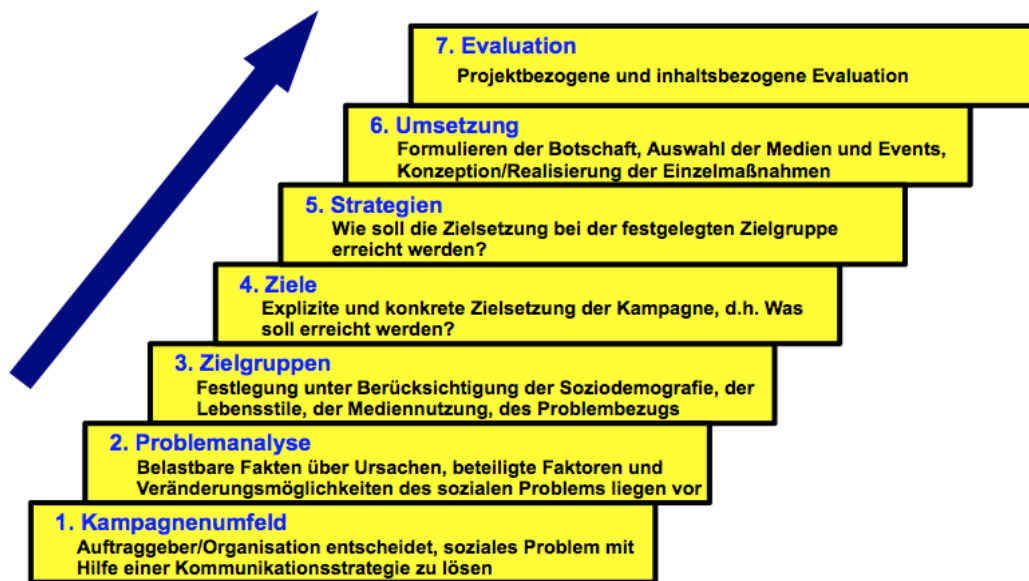 7. Evaluation
Projektbezogene und inhaltsbezogene Evaluation
6. Umsetzung
Formulieren der Botschaft, Auswahl der Medien und Events,
Konzeption/Realisierung der Einzelmaßnahmen
5. Strategien
Wie soll die Zielsetzung bei der festgelegten Zielgruppe
erreicht werden?
4. Ziele
Explizite und konkrete Zielsetzung der Kampagne, d.h. Was
soll erreicht werden?
3. Zielgruppen
Festlegung unter Berücksichtigung der Soziodemografie, der
Lebensstile, der Mediennutzung, des Problembezugs
2. Problemanalyse
Belastbare Fakten über Ursachen, beteiligte Faktoren und
Veränderungsmöglichkeiten des sozialen Problems liegen vor
1. Kampagnenumfeld
Auftraggeber/Organisation entscheidet, soziales Problem mit
Hilfe einer Kommunikationsstrategie zu lösen